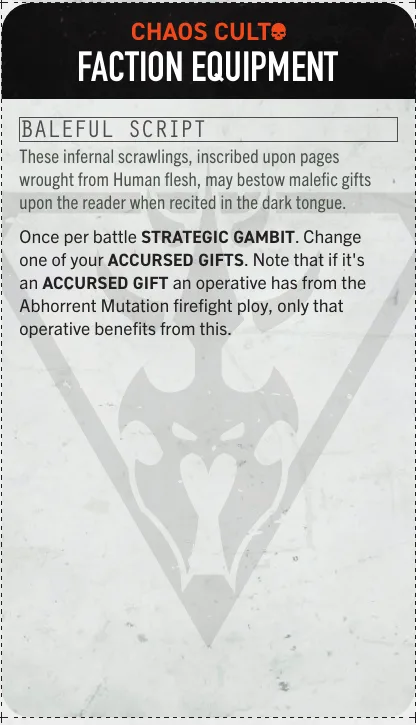 CHAOS CULT
FACTION EQUIPMENT
BALEFUL SCRIPT
These infernal scrawlings, inscribed upon pages
wrought from Human flesh, may bestow malefic gifts
upon the reader when recited in the dark tongue.
Once per battle STRATEGIC GAMBIT. Change
one of your ACCURSED GIFTS. Note that if it's
an ACCURSED GIFT an operative has from the
Abhorrent Mutation firefight ploy, only that
operative benefits from this.